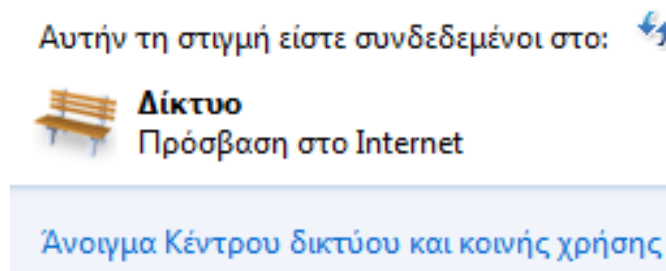 Αυτήν τη στιγμή είστε συνδεδεμένοι στο:
Δίκτυο
Πρόσβαση στο Internet
Άνοιγμα Κέντρου δικτύου και κοινής χρήσης